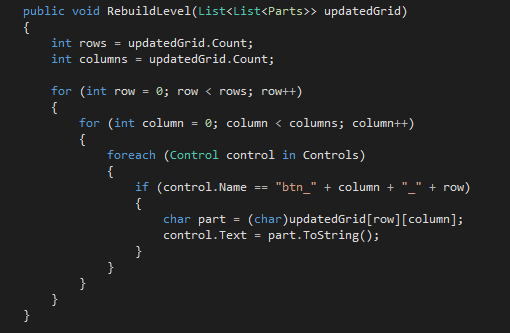 public void RebuildLevel(List<List<Parts>> updatedGrid)
{
    int rows = updatedGrid.Count;
    int columns = updatedGrid.Count;

    for (int row = 0; row < rows; row++)
    {
        for (int column = 0; column < columns; column++)
        {
            foreach (Control control in Controls)
            {
                if (control.Name == "btn_" + column + "_" + row)
                {
                    char part = (char)updatedGrid[row][column];
                    control.Text = part.ToString();
                }
            }
        }
    }
}